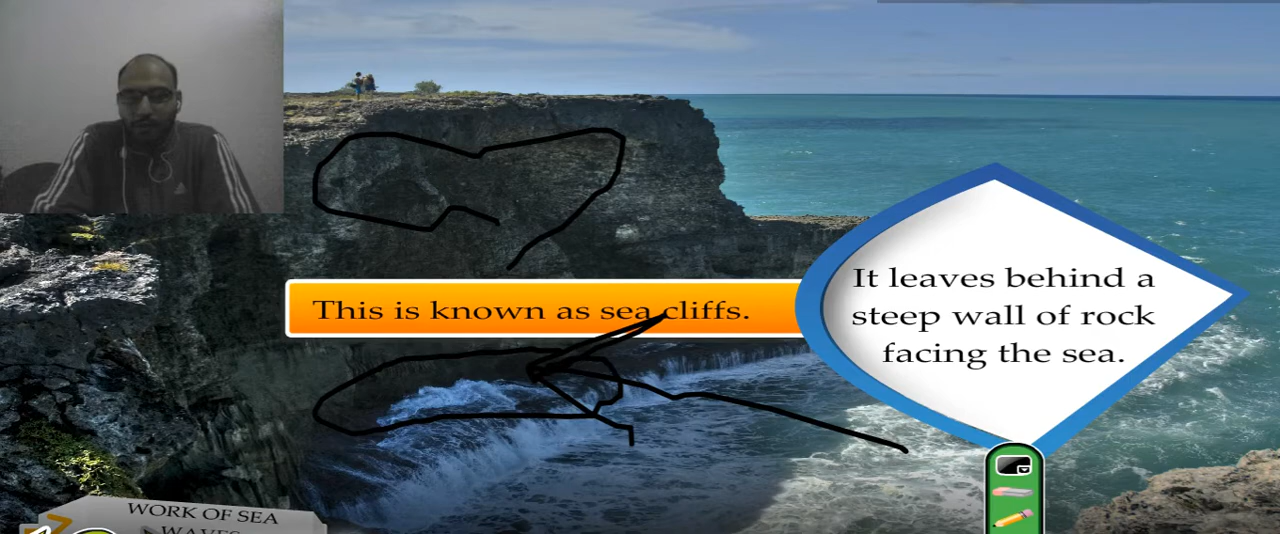 This is known as sea cliffs.
It leaves behind a
steep wall of rock
facing the sea.
WORK OF SEA
WAVES